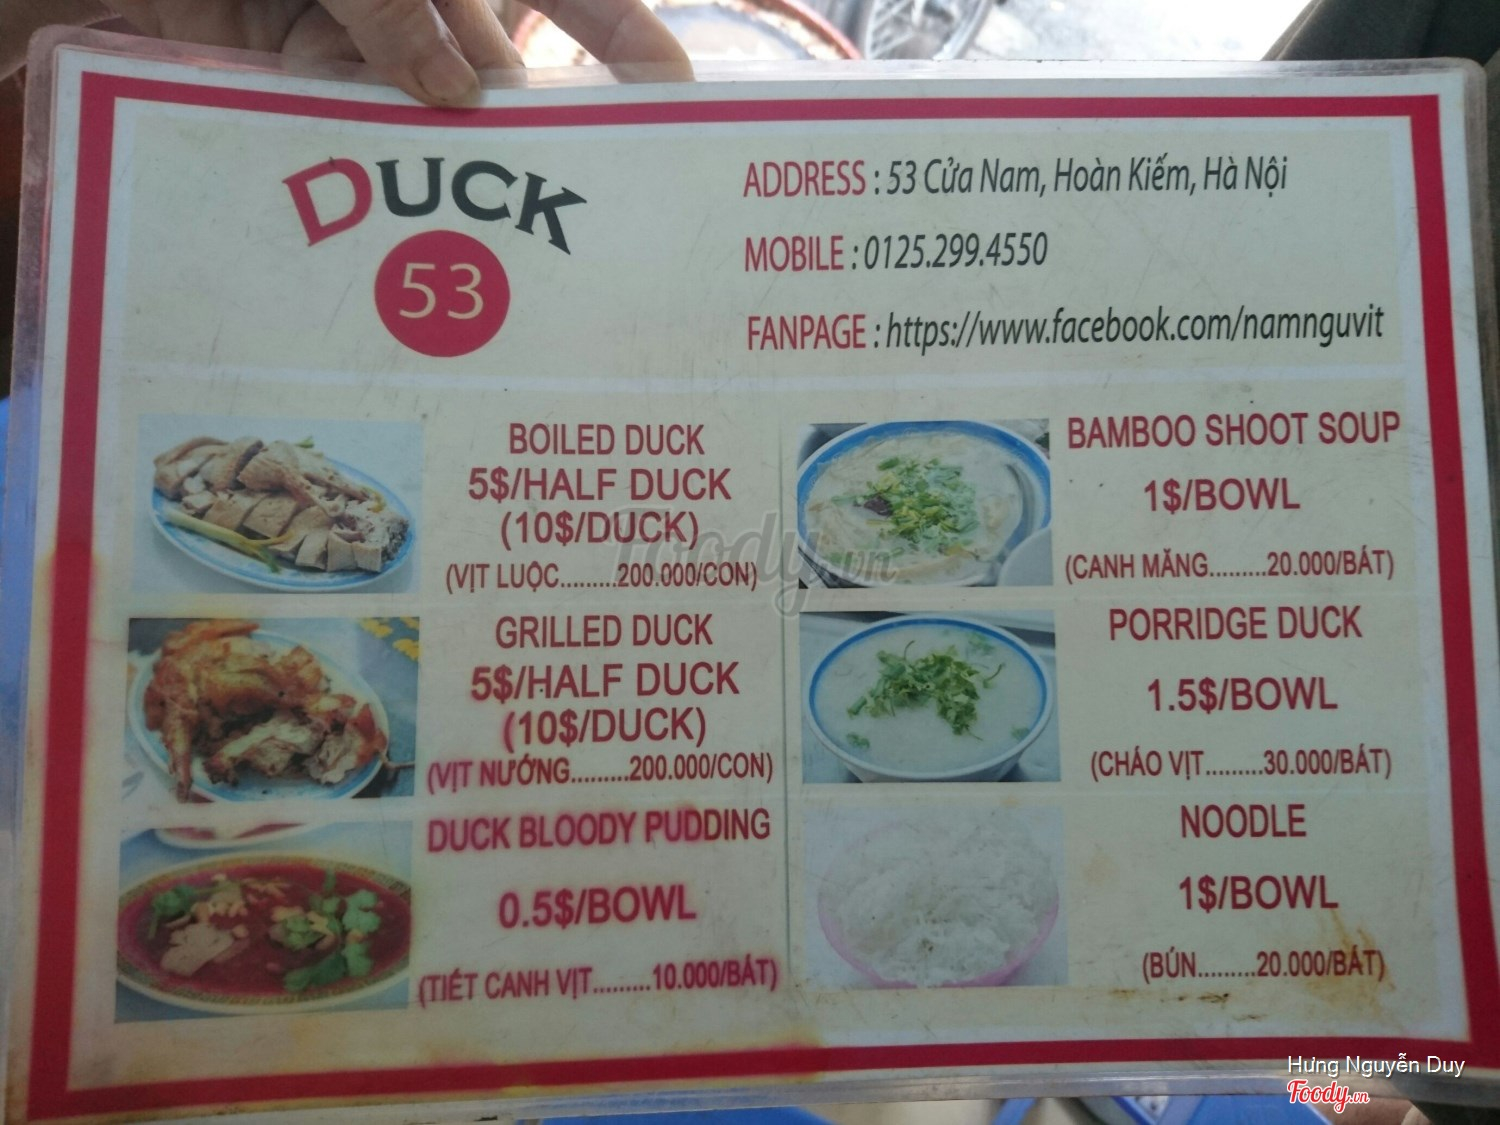 DUCK
53
ADDRESS : 53 Cửa Nam, Hoàn Kiếm, Hà Nội
MOBILE : 0125.299.4550
FANPAGE : https://www.facebook.com/namnguvit
BOILED DUCK
5$/HALF DUCK
(10$/DUCK)
(VỊT LUỘC.........200.000/CON)
GRILLED DUCK
5$/HALF DUCK
(10$/DUCK)
(VỊT NƯỚNG.........200.000/CON)
DUCK BLOODY PUDDING
0.5$/BOWL
(TIẾT CANH VỊT.........10.000/BÁT)
BAMBOO SHOOT SOUP
1$/BOWL
(CANH MĂNG.........20.000/BÁT)
PORRIDGE DUCK
1.5$/BOWL
(CHÁO VỊT.........30.000/BÁT)
NOODLE
1$/BOWL
(BÚN.........20.000/BÁT)
Foody.vn
Hưng Nguyễn Duy
Foody.vn